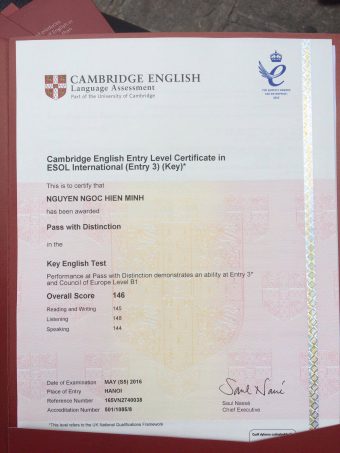 CAMBRIDGE ENGLISH
Language Assessment
Part of the University of Cambridge
Cambridge English Entry Level Certificate in
ESOL International (Entry 3) (Key)*
This is to certify that
NGUYEN NGOC HIEN MINH
has been awarded
Pass with Distinction
in the
Key English Test
Performance at Pass with Distinction demonstrates an ability at Entry 3*
and Council of Europe Level B1
Overall Score 146
Reading and Writing 145
Listening 148
Speaking 144
Date of Examination MAY (S5) 2016
Place of Entry HANOI
Reference Number 165VN2740038
Accreditation Number 501/1085/8
Saul Nassé
Chief Executive
*This level refers to the UK National Qualifications Framework